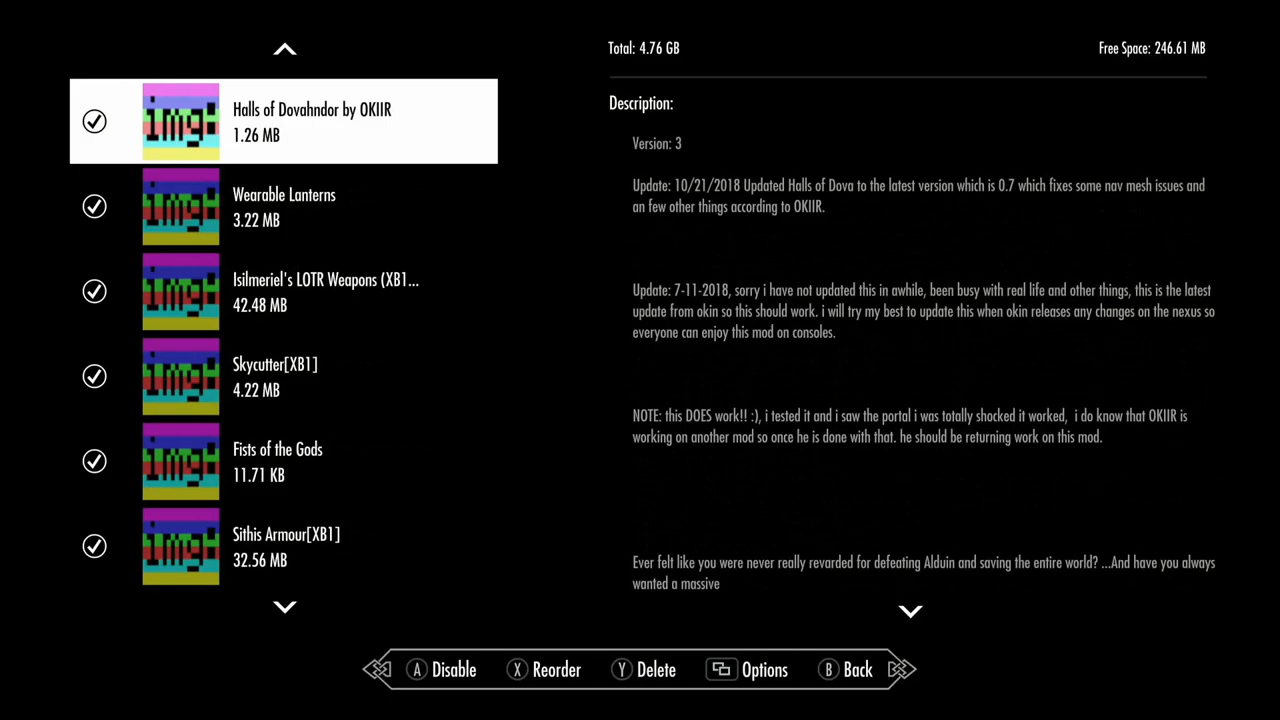 Total: 4.76 GB
Free Space: 246.61 MB
Halls of Dovahndor by OKIIR
1.26 MB
Wearable Lanterns
3.22 MB
Isilmeriel's LOTR Weapons (XB1...
42.48 MB
Skycutter[XB1]
4.22 MB
Fists of the Gods
11.71 KB
Sithis Armour[XB1]
32.56 MB
img:
img:
img:
img:
img:
img:
Description:
Version: 3
Update: 10/21/2018 Updated Halls of Dova to the latest version which is 0.7 which fixes some nav mesh issues and
an few other things according to OKIIR.
Update: 7-11-2018, sorry i have not updated this in awhile, been busy with real life and other things, this is the latest
update from okin so this should work. i will try my best to update this when okin releases any changes on the nexus so
everyone can enjoy this mod on consoles.
NOTE: this DOES work!! :), i tested it and i saw the portal i was totally shocked it worked, i do know that OKIIR is
working on another mod so once he is done with that. he should be returning work on this mod.
Ever felt like you were never really revarded for defeating Alduin and saving the entire world? ...And have you always
wanted a massive
A Disable X Reorder Y Delete Options B Back